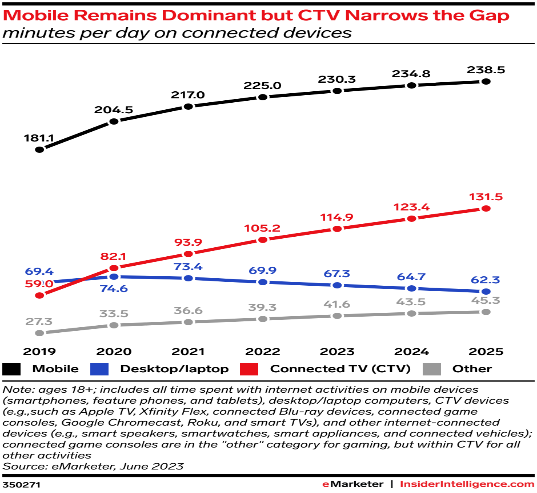 Mobile Remains Dominant but CTV Narrows the Gap
minutes per day on connected devices
181.1 204.5 217.0 225.0 230.3 234.8 238.5
59.0 82.1 93.9 105.2 114.9 123.4 131.5
69.4 74.6 73.4 69.9 67.3 64.7 62.3
27.3 33.5 36.6 39.3 41.6 43.5 45.3
2019 2020 2021 2022 2023 2024 2025
Mobile Desktop/laptop Connected TV (CTV) Other
Note: ages 18+; includes all time spent with internet activities on mobile devices
(smartphones, feature phones, and tablets), desktop/laptop computers, CTV devices
(e.g.,such as Apple TV, Xfinity Flex, connected Blu-ray devices, connected game
consoles, Google Chromecast, Roku, and smart TVs), and other internet-connected
devices (e.g., smart speakers, smartwatches, smart appliances, and connected vehicles);
connected game consoles are in the "other" category for gaming, but within CTV for all
other activities
Source: eMarketer, June 2023
350271 eMarketer | InsiderIntelligence.com